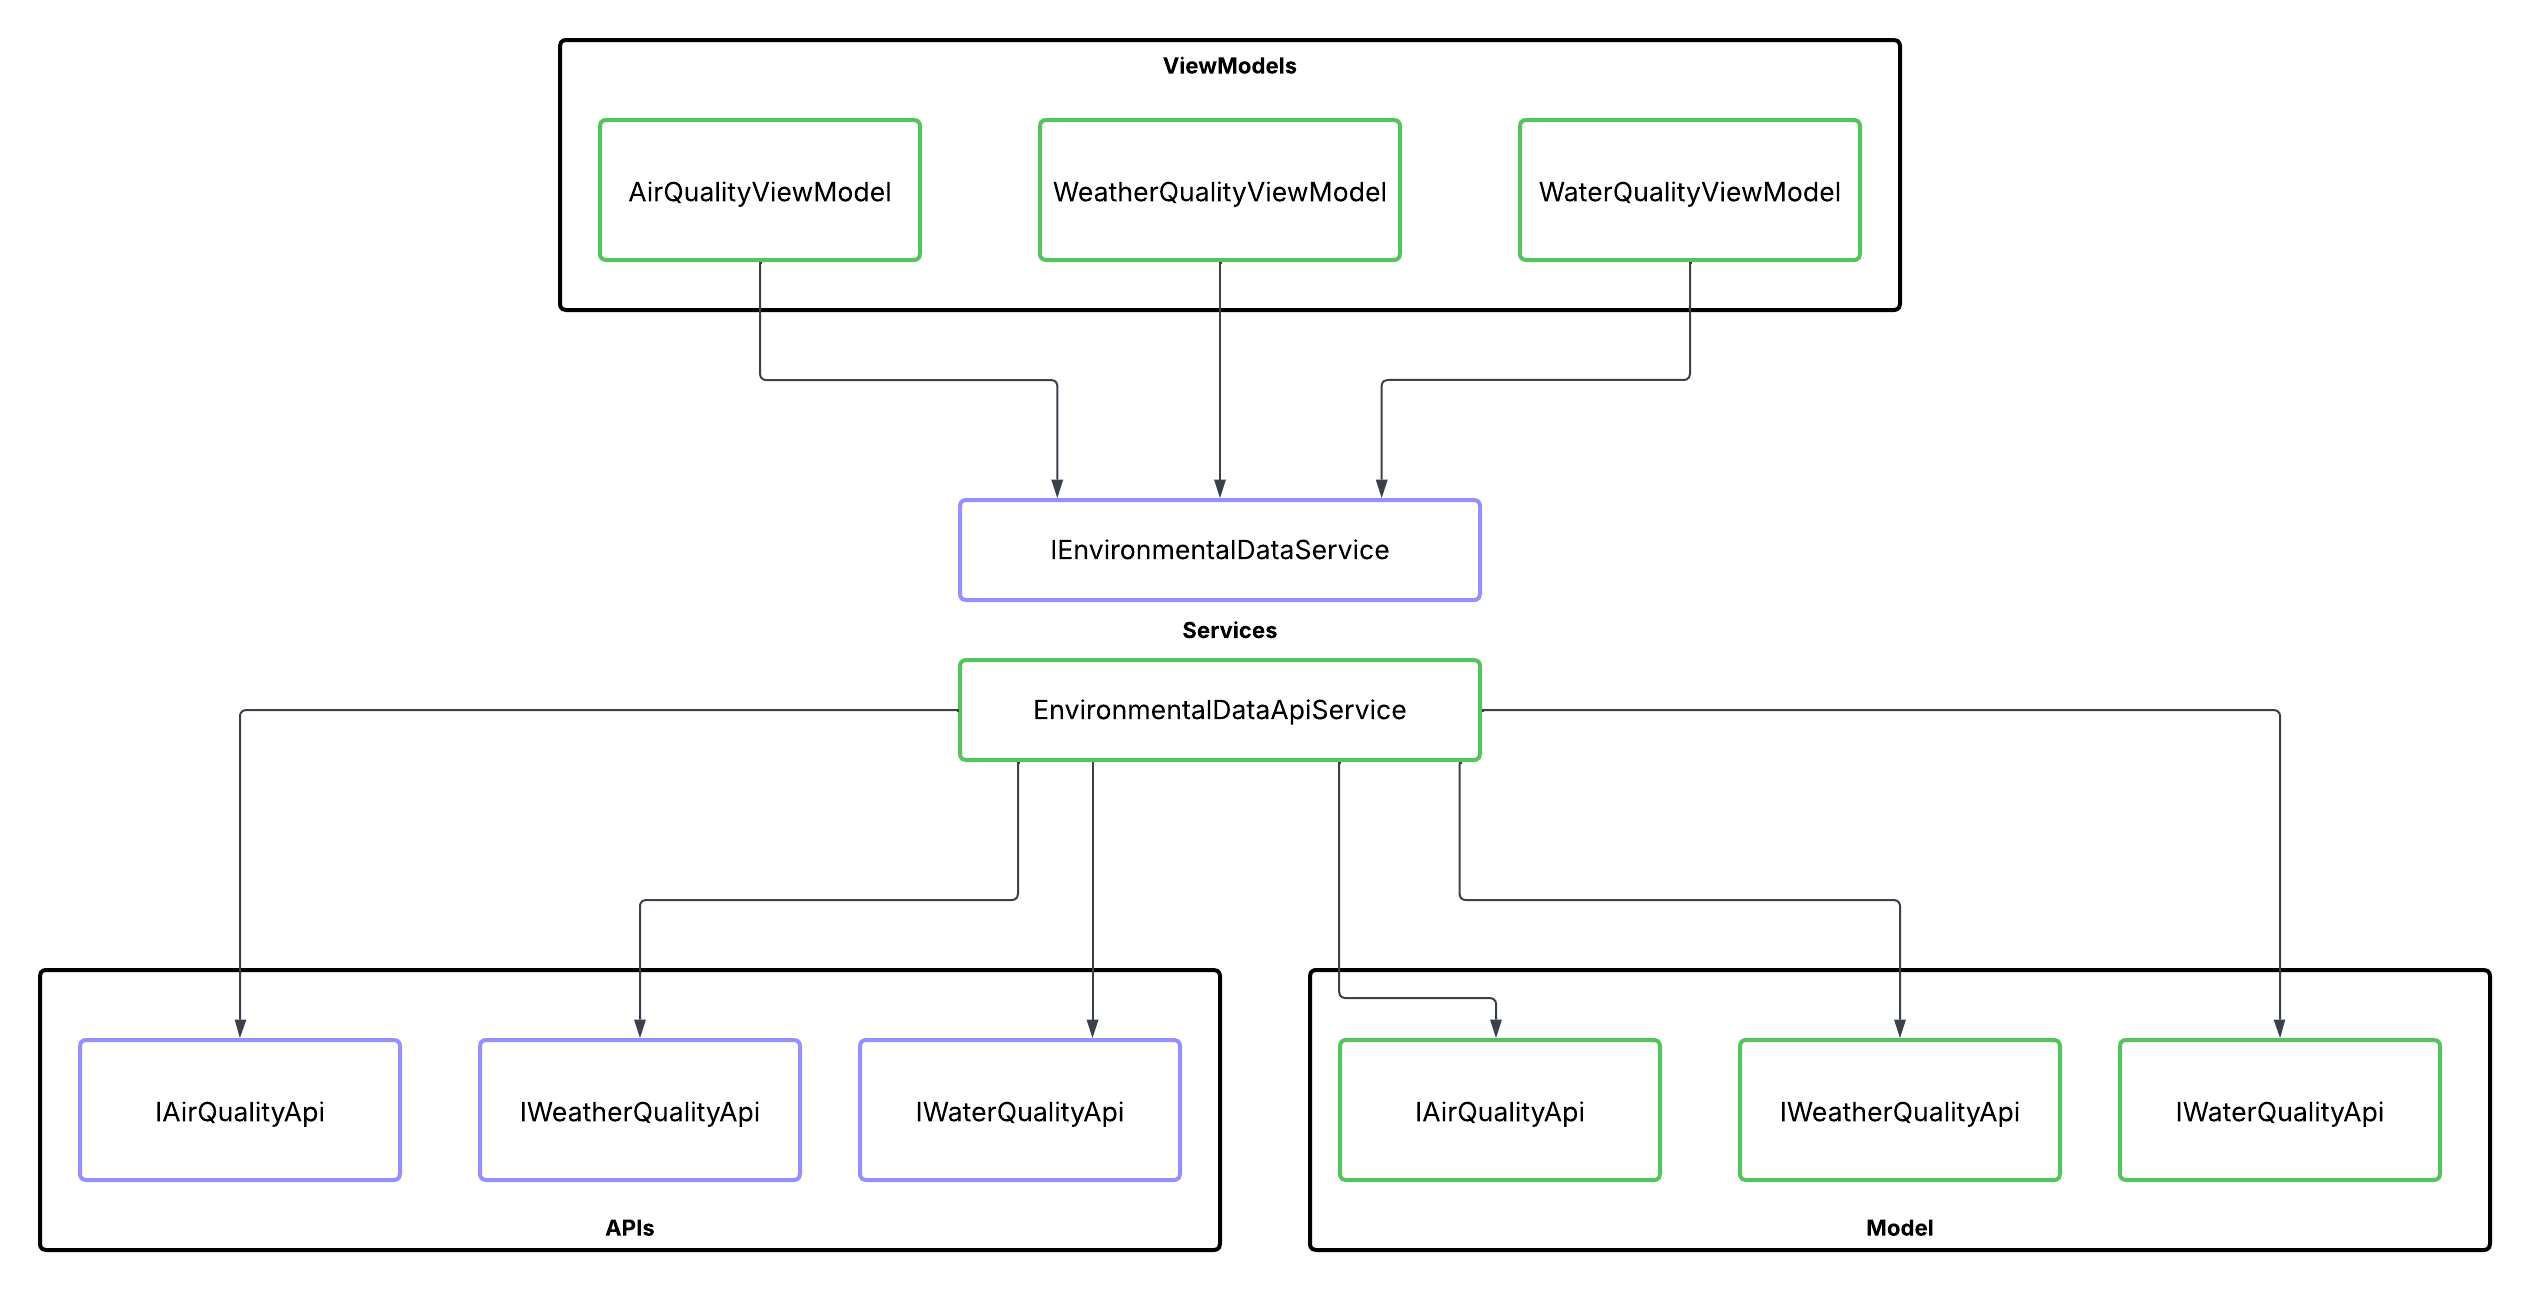 ViewModels
AirQualityViewModel
WeatherQualityViewModel
WaterQualityViewModel
IEnvironmentalDataService
Services
EnvironmentalDataApiService
IAirQualityApi
IWeatherQualityApi
IWaterQualityApi
APIs
IAirQualityApi
IWeatherQualityApi
IWaterQualityApi
Model